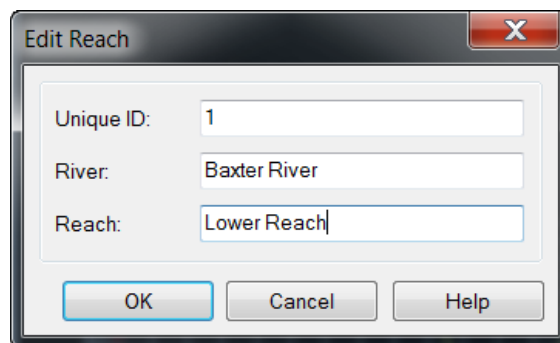 Edit Reach
Unique ID: 1
River: Baxter River
Reach: Lower Reach
OK Cancel Help